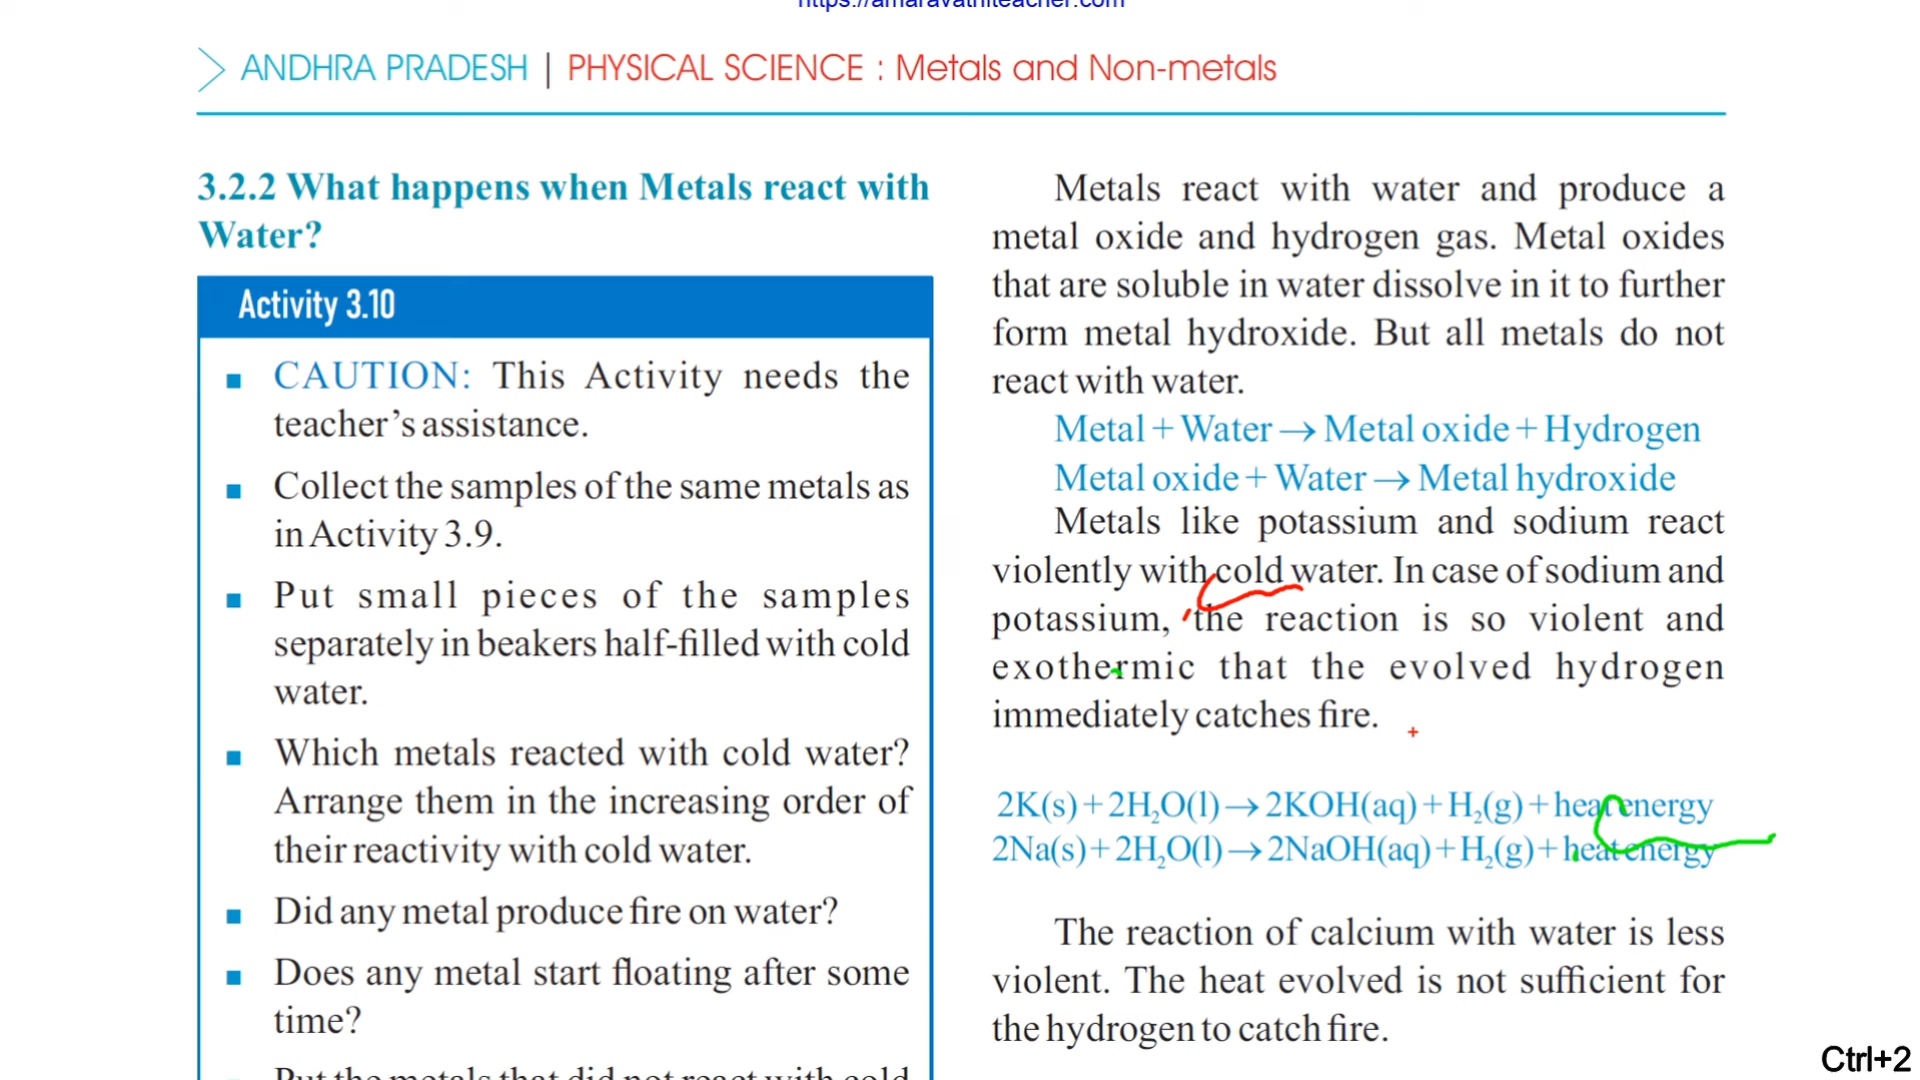 https://amaravathiteacher.com
ANDHRA PRADESH | PHYSICAL SCIENCE : Metals and Non-metals
3.2.2 What happens when Metals react with
Water?
Activity 3.10
■ CAUTION: This Activity needs the
teacher’s assistance.
■ Collect the samples of the same metals as
in Activity 3.9.
■ Put small pieces of the samples
separately in beakers half-filled with cold
water.
■ Which metals reacted with cold water?
Arrange them in the increasing order of
their reactivity with cold water.
■ Did any metal produce fire on water?
■ Does any metal start floating after some
time?
Put the metals that did not react with cold
Metals react with water and produce a
metal oxide and hydrogen gas. Metal oxides
that are soluble in water dissolve in it to further
form metal hydroxide. But all metals do not
react with water.
Metal + Water → Metal oxide + Hydrogen
Metal oxide + Water → Metal hydroxide
Metals like potassium and sodium react
violently with cold water. In case of sodium and
potassium, the reaction is so violent and
exothermic that the evolved hydrogen
immediately catches fire.
2K(s) + 2H₂O(l) → 2KOH(aq) + H₂(g) + heat energy
2Na(s) + 2H₂O(l) → 2NaOH(aq) + H₂(g) + heat energy
The reaction of calcium with water is less
violent. The heat evolved is not sufficient for
the hydrogen to catch fire.
Ctrl+2